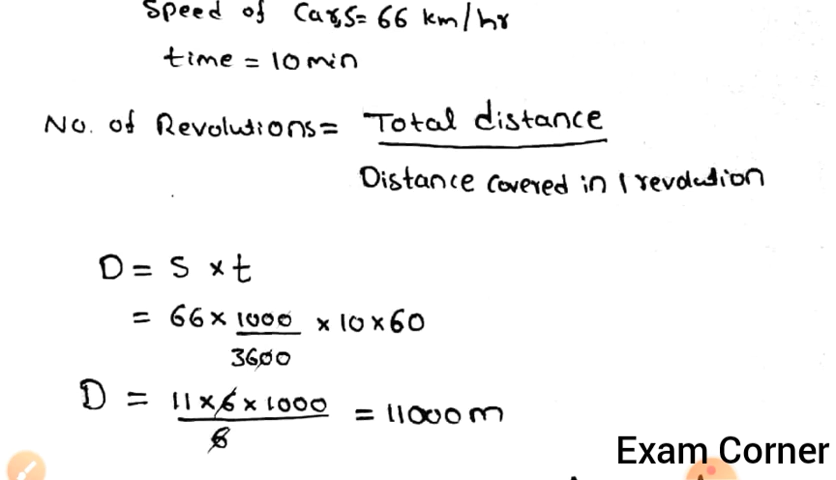 Speed of Cars= 66 km/hr
time = 10 min
No. of Revolutions= Total distance
Distance covered in 1 revolution
D = S × t
= 66 × 1000 × 10 × 60
3600
D = 11 × 6 × 1000 = 11000 m
6
Exam Corner